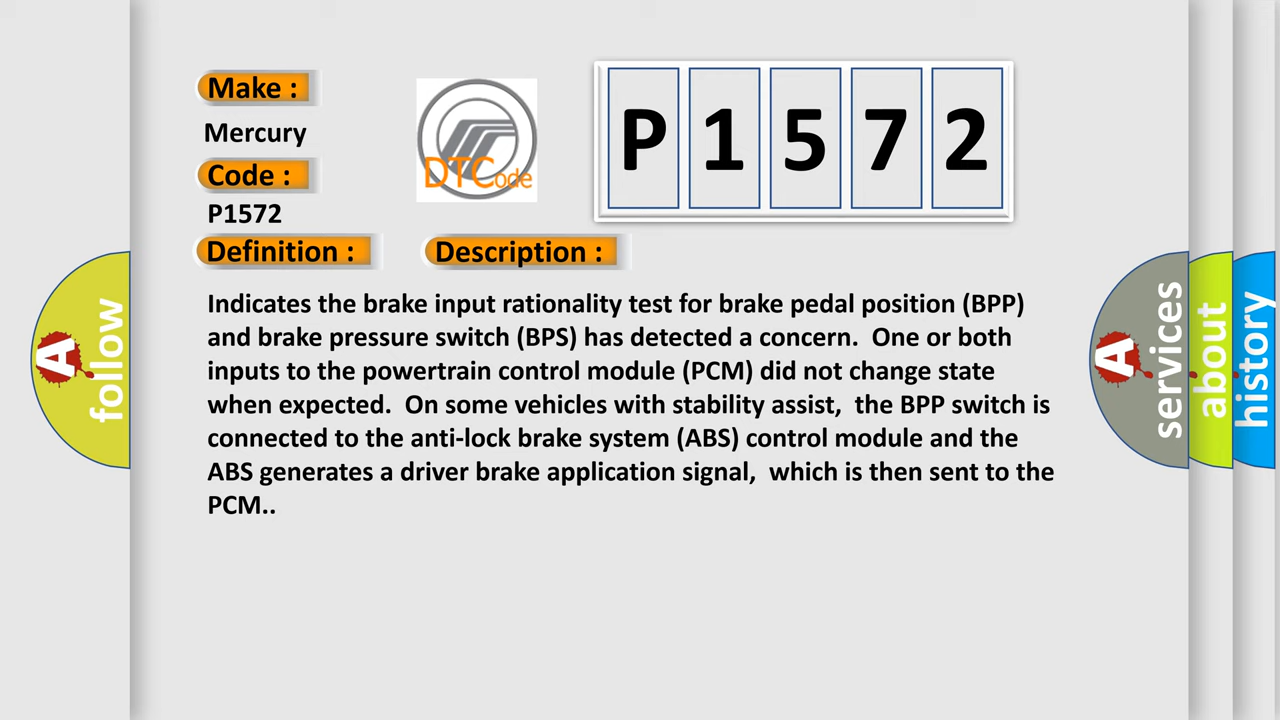 Make :
Mercury
Code :
P1572
Definition :
Description :
DTCode
P1572
Indicates the brake input rationality test for brake pedal position (BPP)
and brake pressure switch (BPS) has detected a concern.  One or both
inputs to the powertrain control module (PCM) did not change state
when expected.  On some vehicles with stability assist,  the BPP switch is
connected to the anti-lock brake system (ABS) control module and the
ABS generates a driver brake application signal,  which is then sent to the
PCM..
A follow
A services
about
history